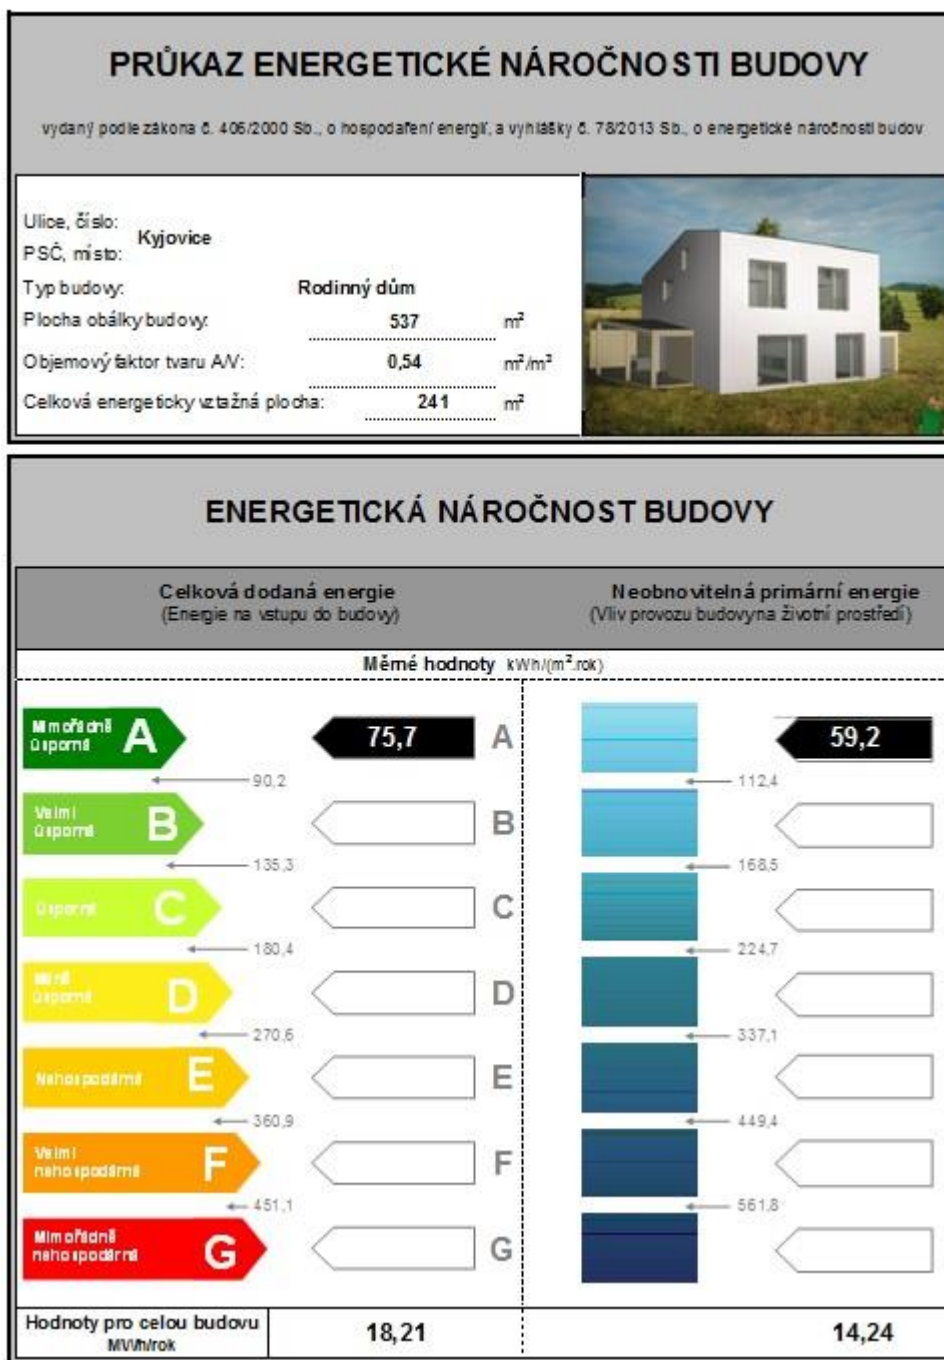 PRŮKAZ ENERGETICKÉ NÁROČNOSTI BUDOVY
vydaný podle zákona č. 406/2000 Sb., o hospodaření energií, a vyhlášky č. 78/2013 Sb., o energetické náročnosti budov
Ulice, číslo:
Kyjovice
PSČ, místo:
Typ budovy: Rodinný dům
Plocha obálky budovy: 537 m²
Objemový faktor tvaru A/V: 0,54 m²/m³
Celková energeticky vztažná plocha: 241 m²
ENERGETICKÁ NÁROČNOST BUDOVY
Celková dodaná energie
(Energie na vstupu do budovy)
Neobnovitelná primární energie
(Vliv provozu budovy na životní prostředí)
Měrné hodnoty kWh/(m².rok)
Mimořádně úsporná A 75,7 A 59,2
90,2 112,4
Velmi úsporná B B
135,3 168,5
Úsporná C C
180,4 224,7
Méně úsporná D D
270,6 337,1
Nehospodárná E E
360,9 449,4
Velmi nehospodárná F F
451,1 561,8
Mimořádně nehospodárná G G
Hodnoty pro celou budovu
MWh/rok
18,21 14,24